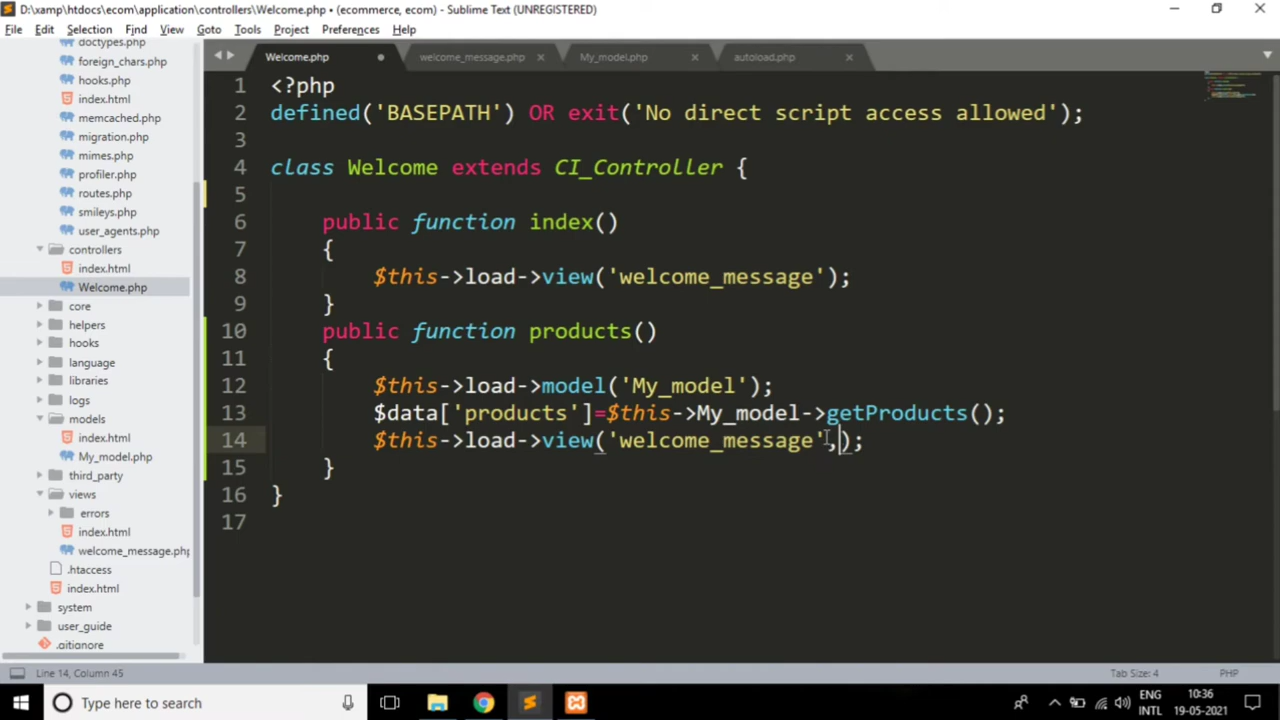 D:\xamp\htdocs\ecom\application\controllers\Welcome.php • (ecommerce, ecom) - Sublime Text (UNREGISTERED)
File Edit Selection Find View Goto Tools Project Preferences Help
doctypes.php
foreign_chars.php
hooks.php
index.html
memcached.php
migration.php
mimes.php
profiler.php
routes.php
smileys.php
user_agents.php
controllers
index.html
Welcome.php
core
helpers
hooks
language
libraries
logs
models
index.html
My_model.php
third_party
views
errors
index.html
welcome_message.php
.htaccess
index.html
system
user_guide
.gitignore
Welcome.php welcome_message.php My_model.php autoload.php
1 <?php
2 defined('BASEPATH') OR exit('No direct script access allowed');
3
4 class Welcome extends CI_Controller {
5
6 public function index()
7 {
8 $this->load->view('welcome_message');
9 }
10 public function products()
11 {
12 $this->load->model('My_model');
13 $data['products']=$this->My_model->getProducts();
14 $this->load->view('welcome_message',);
15 }
16 }
17
Line 14, Column 45 Tab Size: 4 PHP
Type here to search
ENG
INTL
10:36
19-05-2021